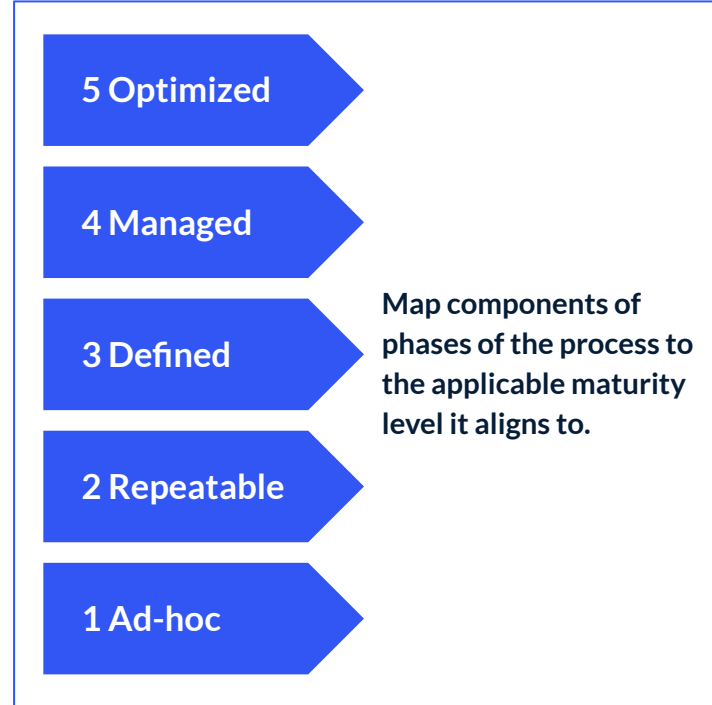 5 Optimized
4 Managed
3 Defined
Map components of
phases of the process to
the applicable maturity
level it aligns to.
2 Repeatable
1 Ad-hoc